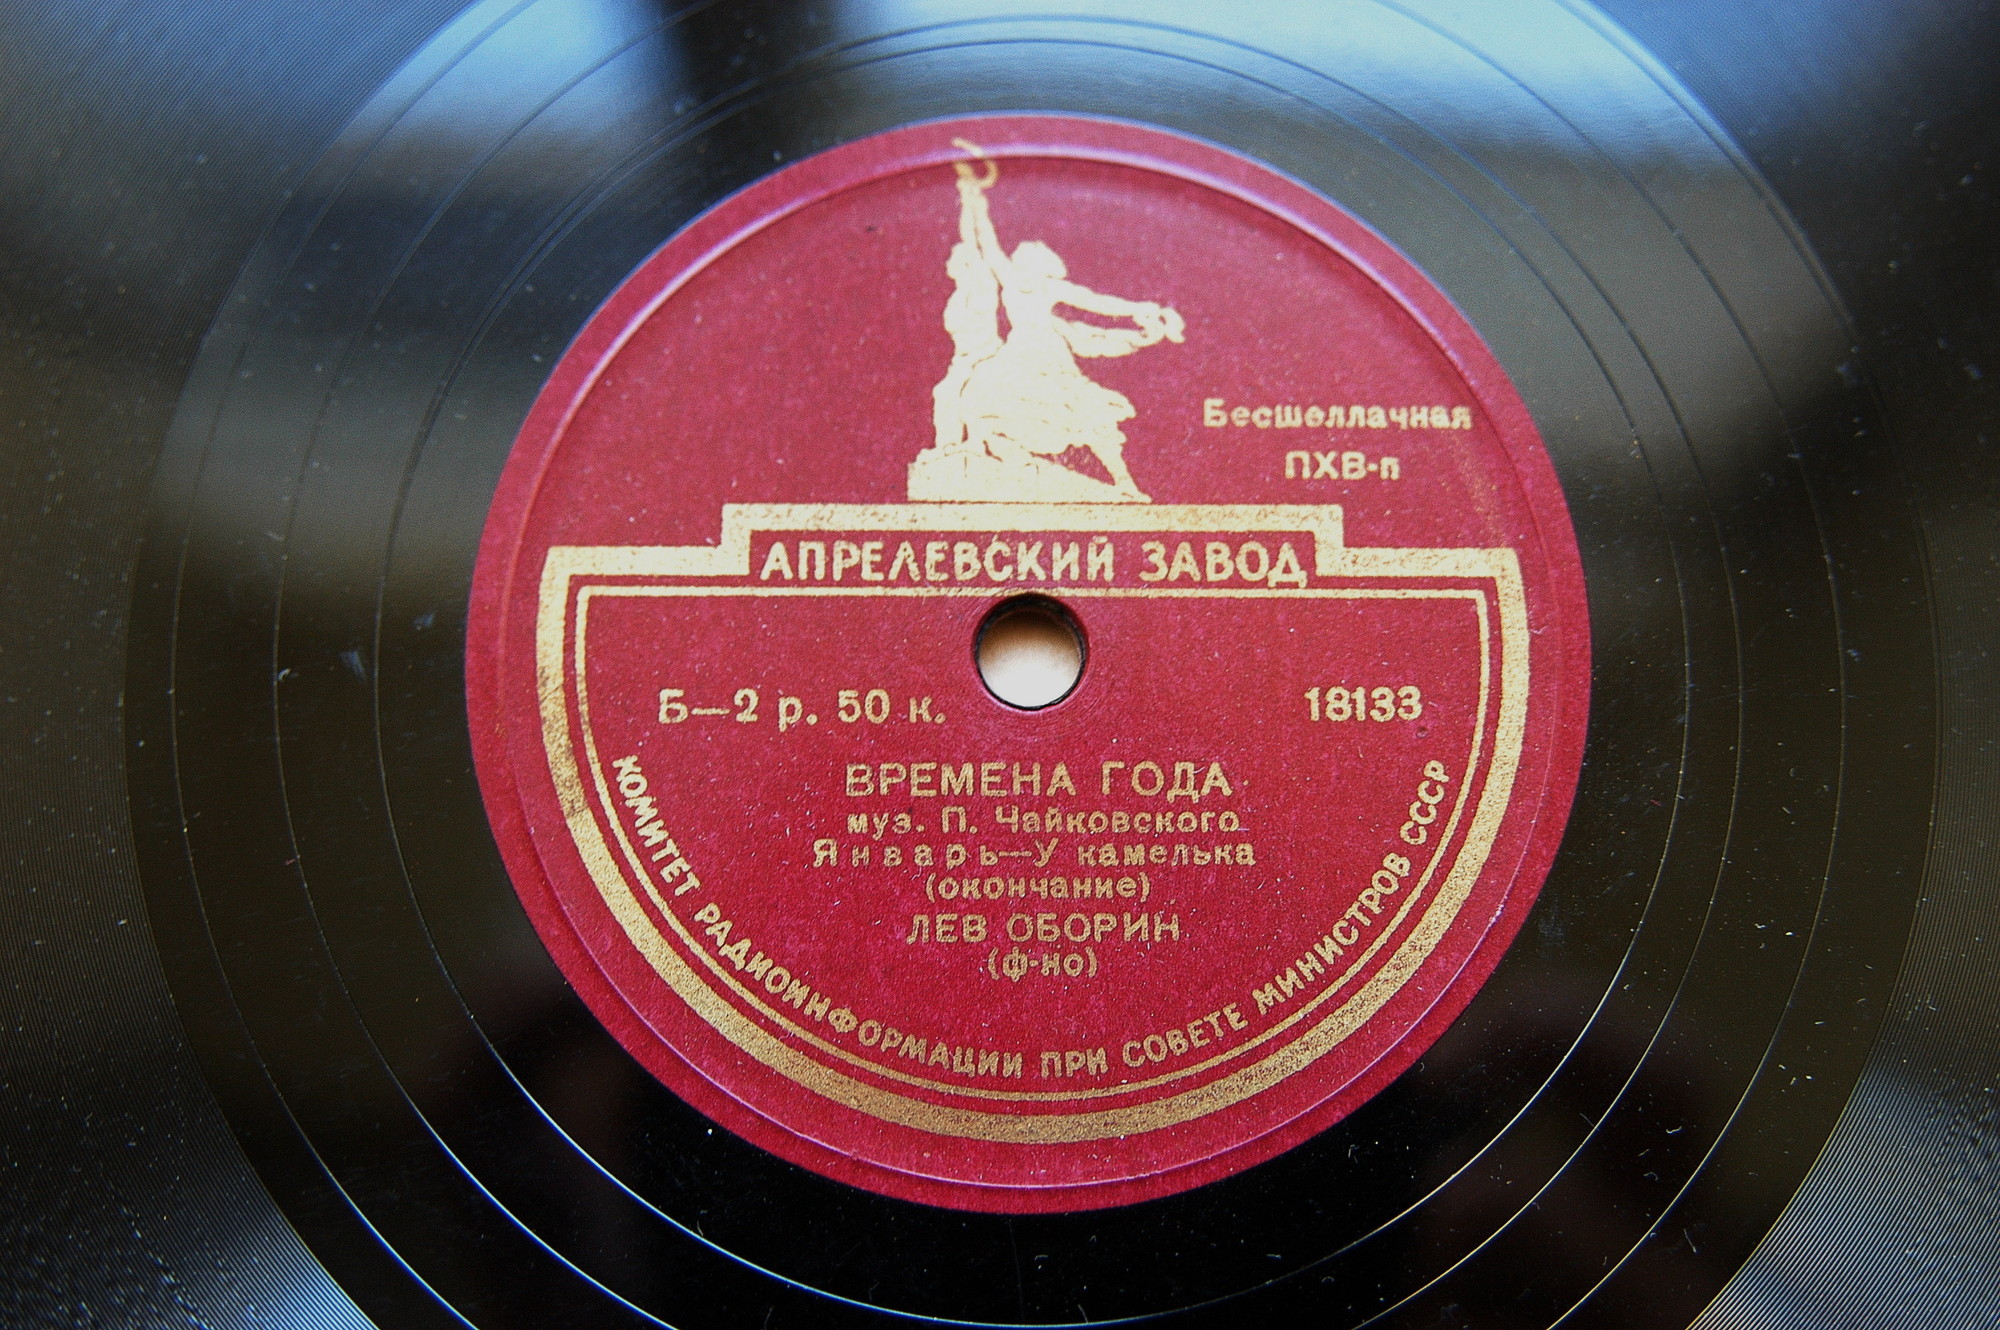 Бесшеллачная
ПХВ-п
АПРЕЛЕВСКИЙ ЗАВОД
Б—2 р. 50 к.
18133
ВРЕМЕНА ГОДА
муз. П. Чайковского
Январь—У камелька
(окончание)
ЛЕВ ОБОРИН
(ф-но)
КОМИТЕТ РАДИОИНФОРМАЦИИ ПРИ СОВЕТЕ МИНИСТРОВ СССР